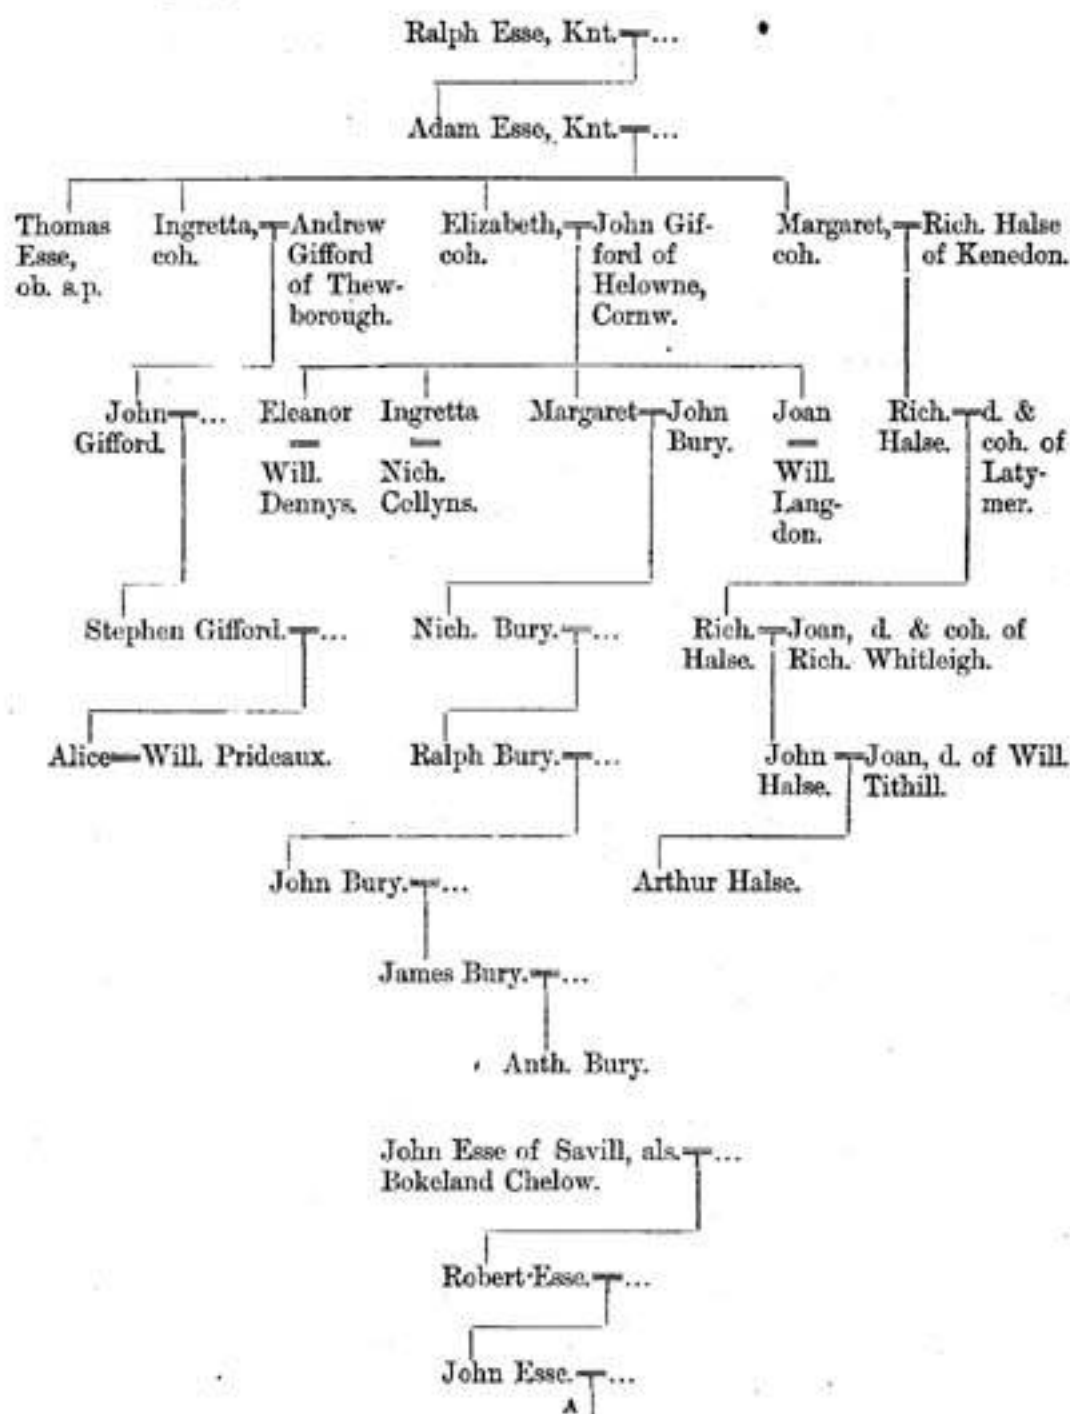 Ralph Esse, Knt. ...
Adam Esse, Knt. ...
Thomas Esse, ob. s.p.
Ingretta, coh.
Andrew Gifford of Thew-
borough.
Elizabeth, coh.
John Gif-
ford of Helowne, Cornw.
Margaret, coh.
Rich. Halse of Kenedon.
John Gifford. ...
Eleanor
Will. Dennys.
Ingretta
Nich. Collyns.
Margaret
John Bury.
Joan
Will. Lang-
don.
Rich. Halse.
d. & coh. of Laty-
mer.
Stephen Gifford. ...
Nich. Bury. ...
Rich. Halse.
Joan, d. & coh. of
Rich. Whitleigh.
Alice Will. Prideaux.
Ralph Bury. ...
John Halse.
Joan, d. of Will.
Tithill.
John Bury. ...
Arthur Halse.
James Bury. ...
Anth. Bury.
John Esse of Savill, als. ...
Bokeland Chelow.
Robert Esse. ...
John Esse. ...
A